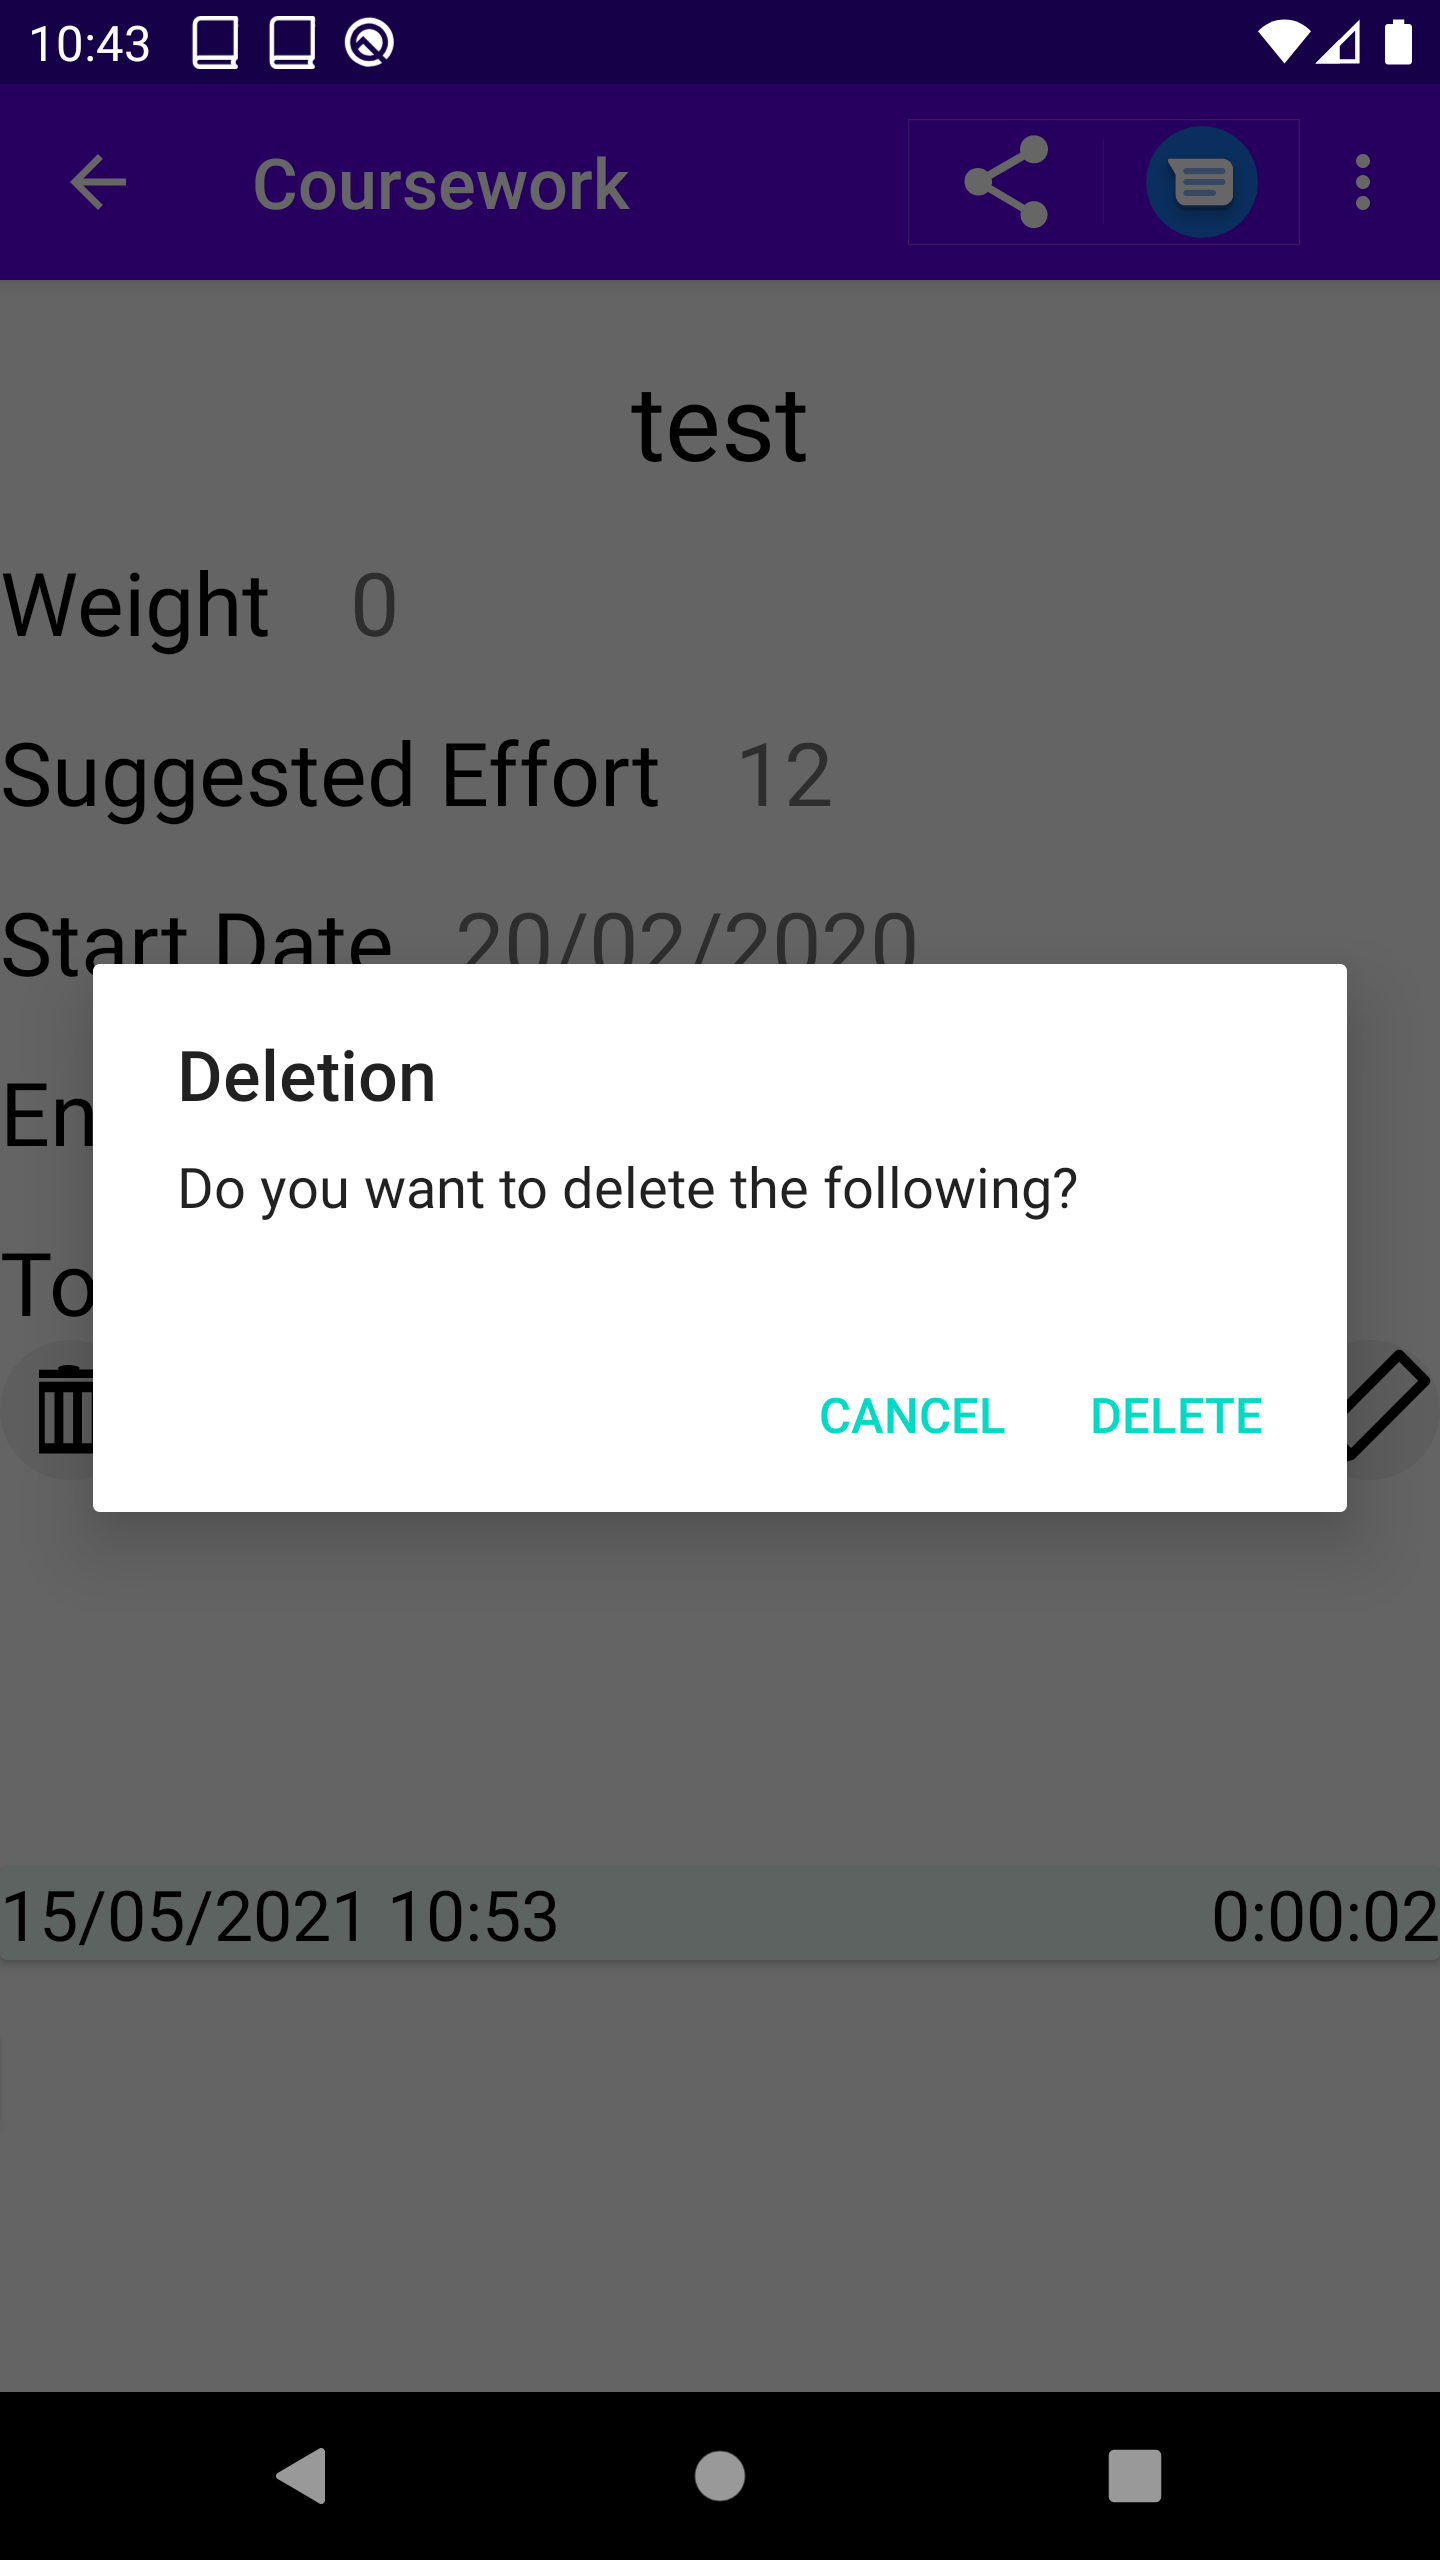 10:43
Coursework
test
Weight 0
Suggested Effort 12
Start Date 20/02/2020
En
Deletion
Do you want to delete the following?
To
CANCEL DELETE
15/05/2021 10:53 0:00:02